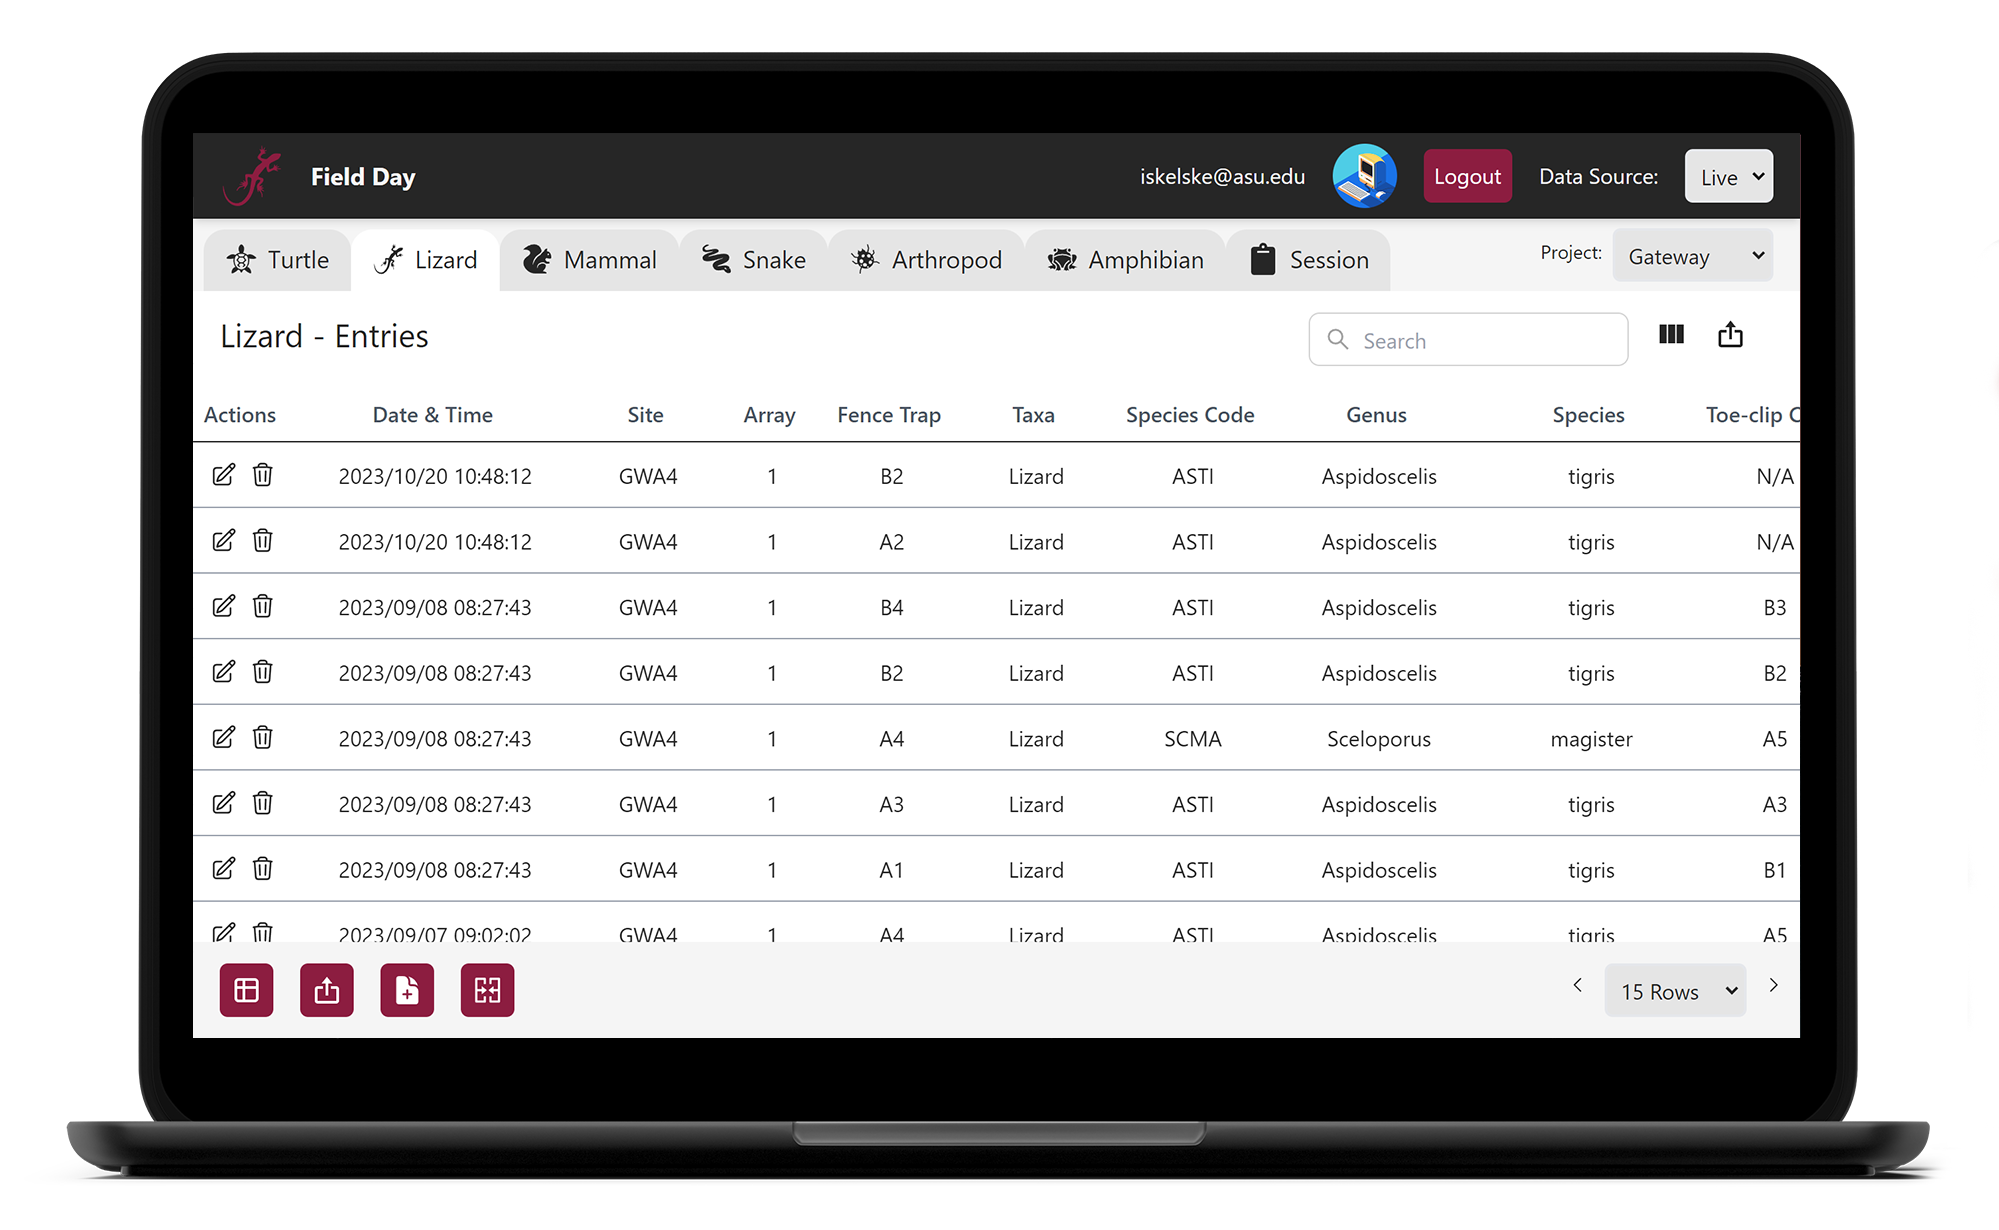 Field Day
iskelske@asu.edu
Logout
Data Source:
Live
Turtle
Lizard
Mammal
Snake
Arthropod
Amphibian
Session
Project:
Gateway
Lizard - Entries
Search
Actions Date & Time Site Array Fence Trap Taxa Species Code Genus Species Toe-clip C
2023/10/20 10:48:12 GWA4 1 B2 Lizard ASTI Aspidoscelis tigris N/A
2023/10/20 10:48:12 GWA4 1 A2 Lizard ASTI Aspidoscelis tigris N/A
2023/09/08 08:27:43 GWA4 1 B4 Lizard ASTI Aspidoscelis tigris B3
2023/09/08 08:27:43 GWA4 1 B2 Lizard ASTI Aspidoscelis tigris B2
2023/09/08 08:27:43 GWA4 1 A4 Lizard SCMA Sceloporus magister A5
2023/09/08 08:27:43 GWA4 1 A3 Lizard ASTI Aspidoscelis tigris A3
2023/09/08 08:27:43 GWA4 1 A1 Lizard ASTI Aspidoscelis tigris B1
2023/09/07 09:02:02 GWA4 1 A4 Lizard ASTI Aspidoscelis tigris A5
15 Rows